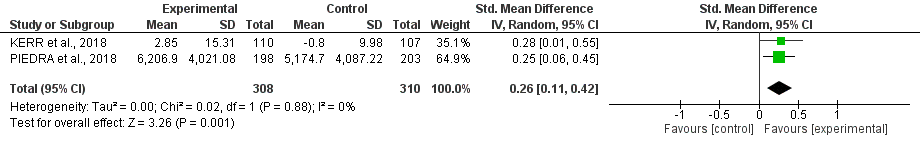 Experimental Control Std. Mean Difference Std. Mean Difference
Study or Subgroup Mean SD Total Mean SD Total Weight IV, Random, 95% CI IV, Random, 95% CI
KERR et al., 2018 2.85 15.31 110 -0.8 9.98 107 35.1% 0.28 [0.01, 0.55]
PIEDRA et al., 2018 6,206.9 4,021.08 198 5,174.7 4,087.22 203 64.9% 0.25 [0.06, 0.45]
Total (95% CI) 308 310 100.0% 0.26 [0.11, 0.42]
Heterogeneity: Tau² = 0.00; Chi² = 0.02, df = 1 (P = 0.88); I² = 0%
Test for overall effect: Z = 3.26 (P = 0.001)
-1 -0.5 0 0.5 1
Favours [control] Favours [experimental]